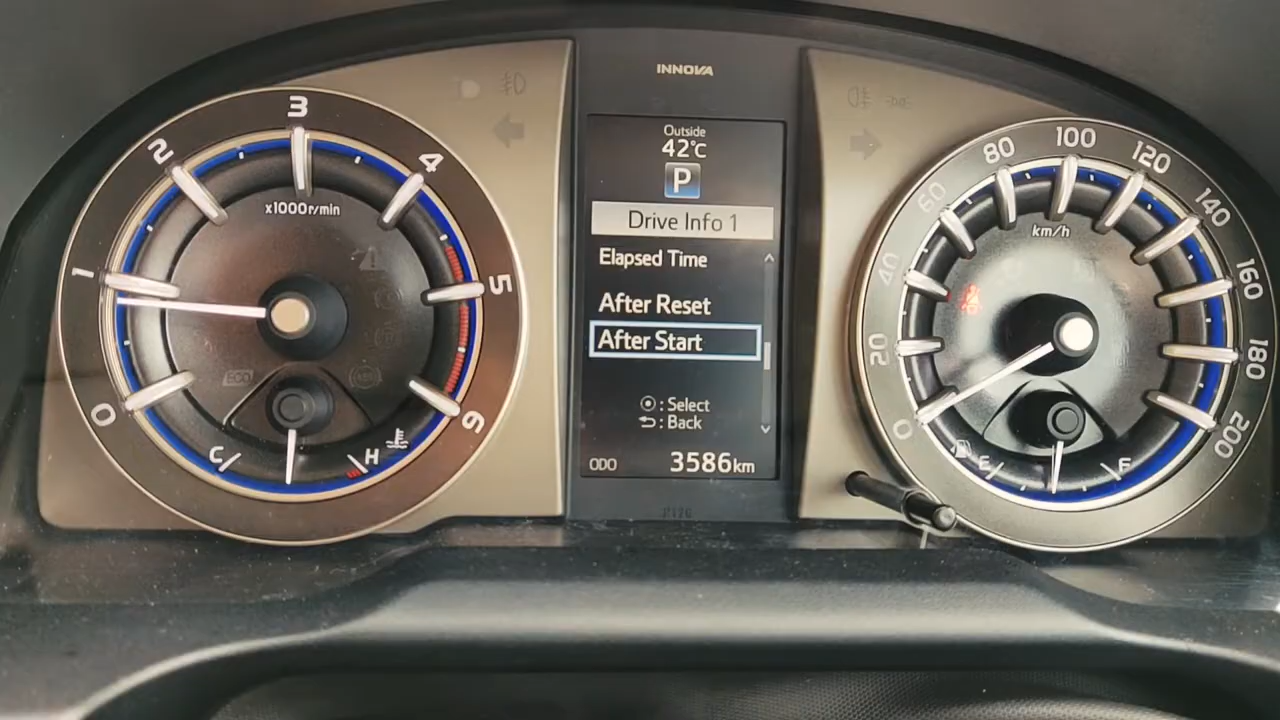 INNOVA
0
1
2
3
4
5
6
x1000r/min
ECO
C
H
Outside
42°C
P
Drive Info 1
Elapsed Time
After Reset
After Start
: Select
: Back
ODO 3586km
0
20
40
60
80
100
120
140
160
180
200
km/h
E
F